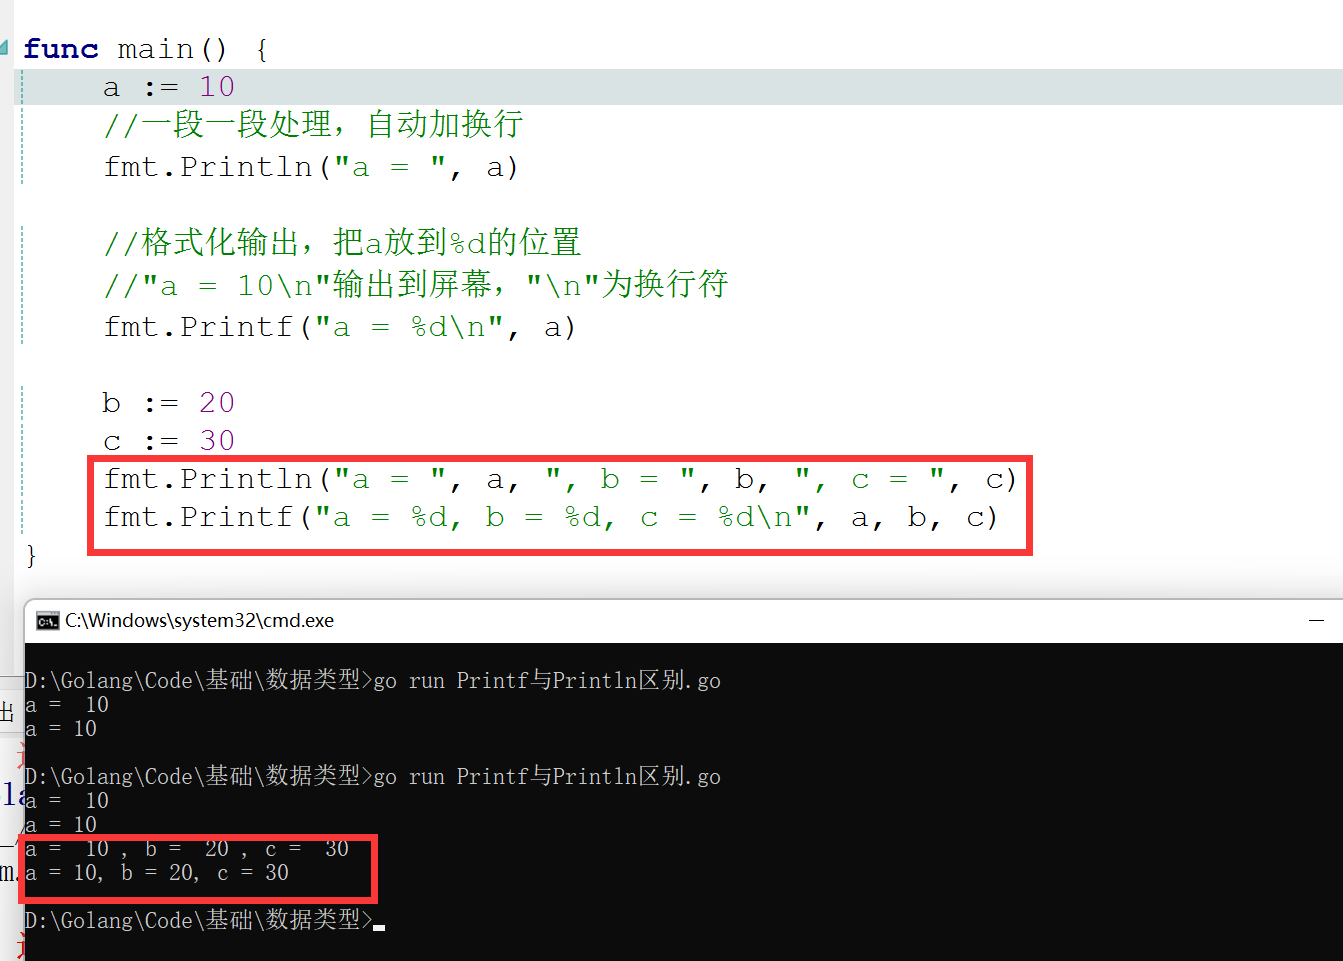 func main() {
a := 10
//一段一段处理，自动加换行
fmt.Println("a = ", a)
//格式化输出，把a放到%d的位置
//"a = 10\n"输出到屏幕，"\n"为换行符
fmt.Printf("a = %d\n", a)
b := 20
c := 30
fmt.Println("a = ", a, ", b = ", b, ", c = ", c)
fmt.Printf("a = %d, b = %d, c = %d\n", a, b, c)
}
C:\Windows\system32\cmd.exe
D:\Golang\Code\基础\数据类型>go run Printf与Println区别.go
a =  10
出
a = 10
D:\Golang\Code\基础\数据类型>go run Printf与Println区别.go
a =  10
a = 10
a =  10 , b =  20 , c =  30
a = 10, b = 20, c = 30
D:\Golang\Code\基础\数据类型>